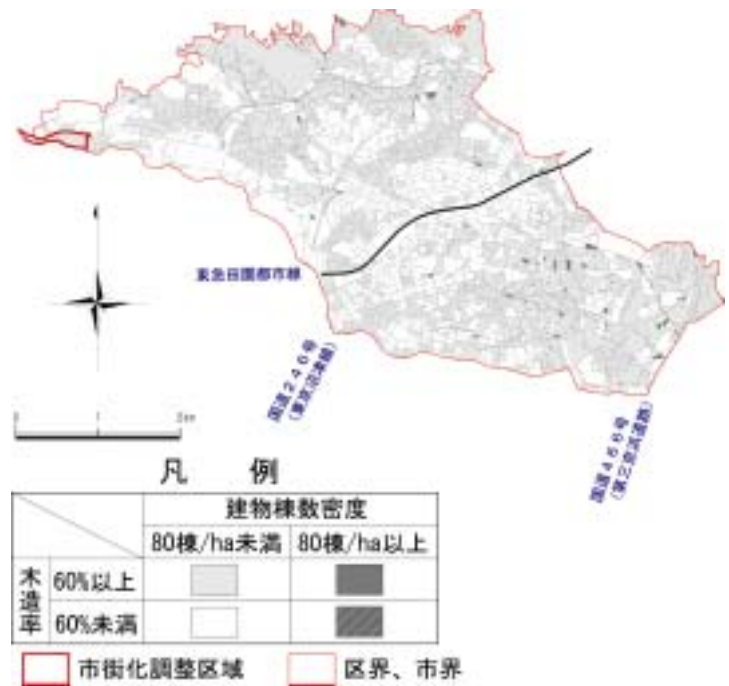 東急田園都市線
国道246号
(東京沼津線)
国道466号
(第三京浜道路)
0 1 2km
凡 例
建物棟数密度
80棟/ha未満 80棟/ha以上
木造率
60%以上
60%未満
市街化調整区域 区界、市界